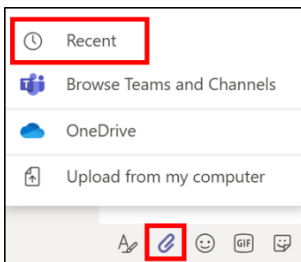 Recent
Browse Teams and Channels
OneDrive
Upload from my computer
GIF